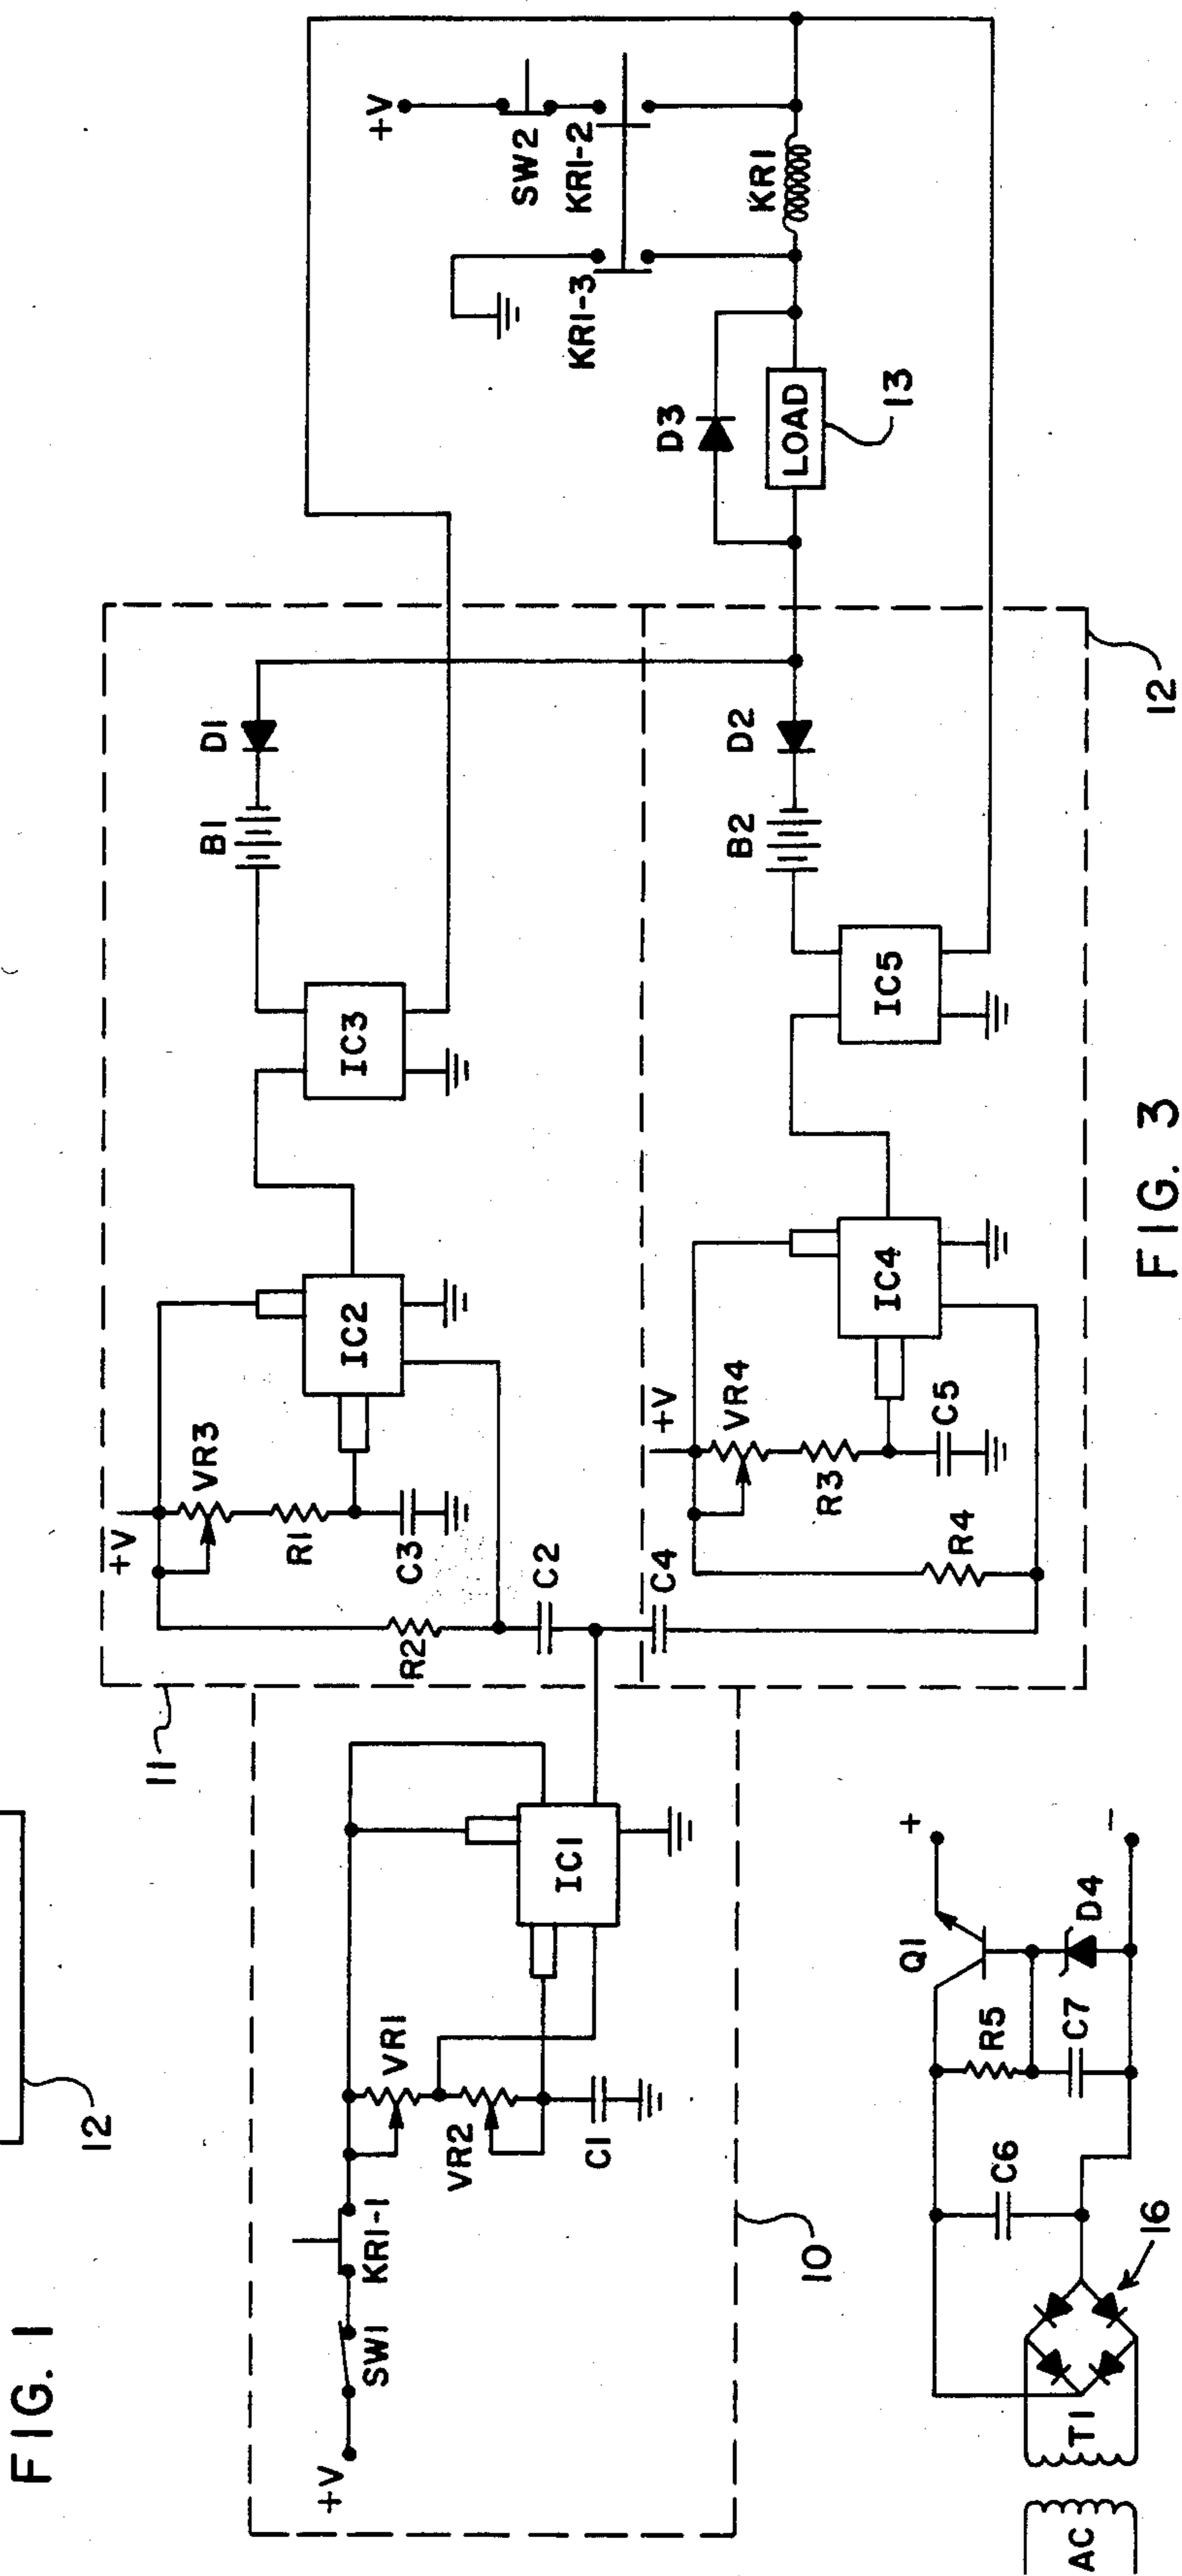 FIG. 1
12
+V
SW1
KR1-1
VR1
VR2
C1
IC1
10
11
+V
VR3
R1
R2
C3
C2
IC2
IC3
B1
D1
C4
+V
VR4
R3
R4
C5
IC4
IC5
B2
D2
12
D3
LOAD
13
KR1-3
KR1
KR1-2
SW2
+V
FIG. 3
AC
T1
16
C6
R5
C7
Q1
D4
+
-